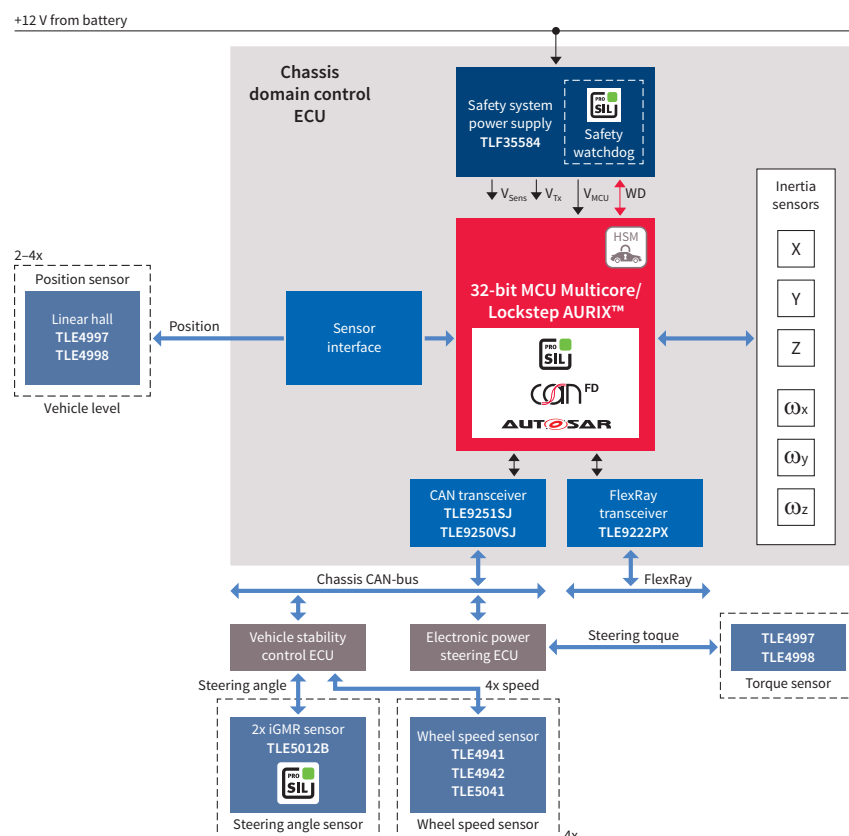 +12 V from battery
Chassis
domain control
ECU
Safety system
power supply
TLF35584
PRO
SIL
Safety
watchdog
VSens
VTx
VMCU
WD
Inertia
sensors
X
Y
Z
ωx
ωy
ωz
HSM
32-bit MCU Multicore/
Lockstep AURIX™
PRO
SIL
CAN FD
AUTOSAR
2–4x
Position sensor
Linear hall
TLE4997
TLE4998
Vehicle level
Position
Sensor
interface
CAN transceiver
TLE9251SJ
TLE9250VSJ
FlexRay
transceiver
TLE9222PX
Chassis CAN-bus
FlexRay
Vehicle stability
control ECU
Electronic power
steering ECU
Steering toque
TLE4997
TLE4998
Torque sensor
Steering angle
4x speed
2x iGMR sensor
TLE5012B
PRO
SIL
Steering angle sensor
Wheel speed sensor
TLE4941
TLE4942
TLE5041
Wheel speed sensor
4x